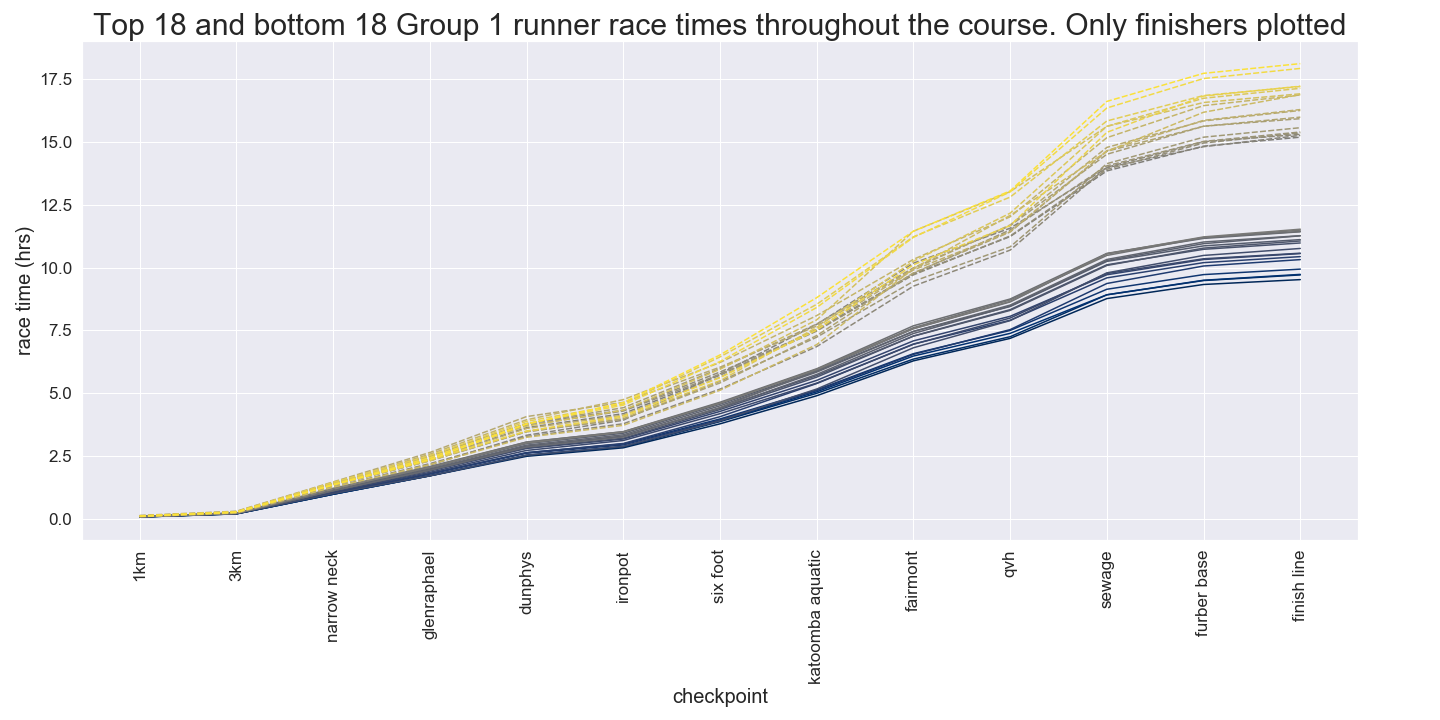 Top 18 and bottom 18 Group 1 runner race times throughout the course. Only finishers plotted
17.5
15.0
12.5
10.0
7.5
5.0
2.5
0.0
race time (hrs)
1km
3km
narrow neck
glenraphael
dunphys
ironpot
six foot
katoomba aquatic
fairmont
qvh
sewage
furber base
finish line
checkpoint